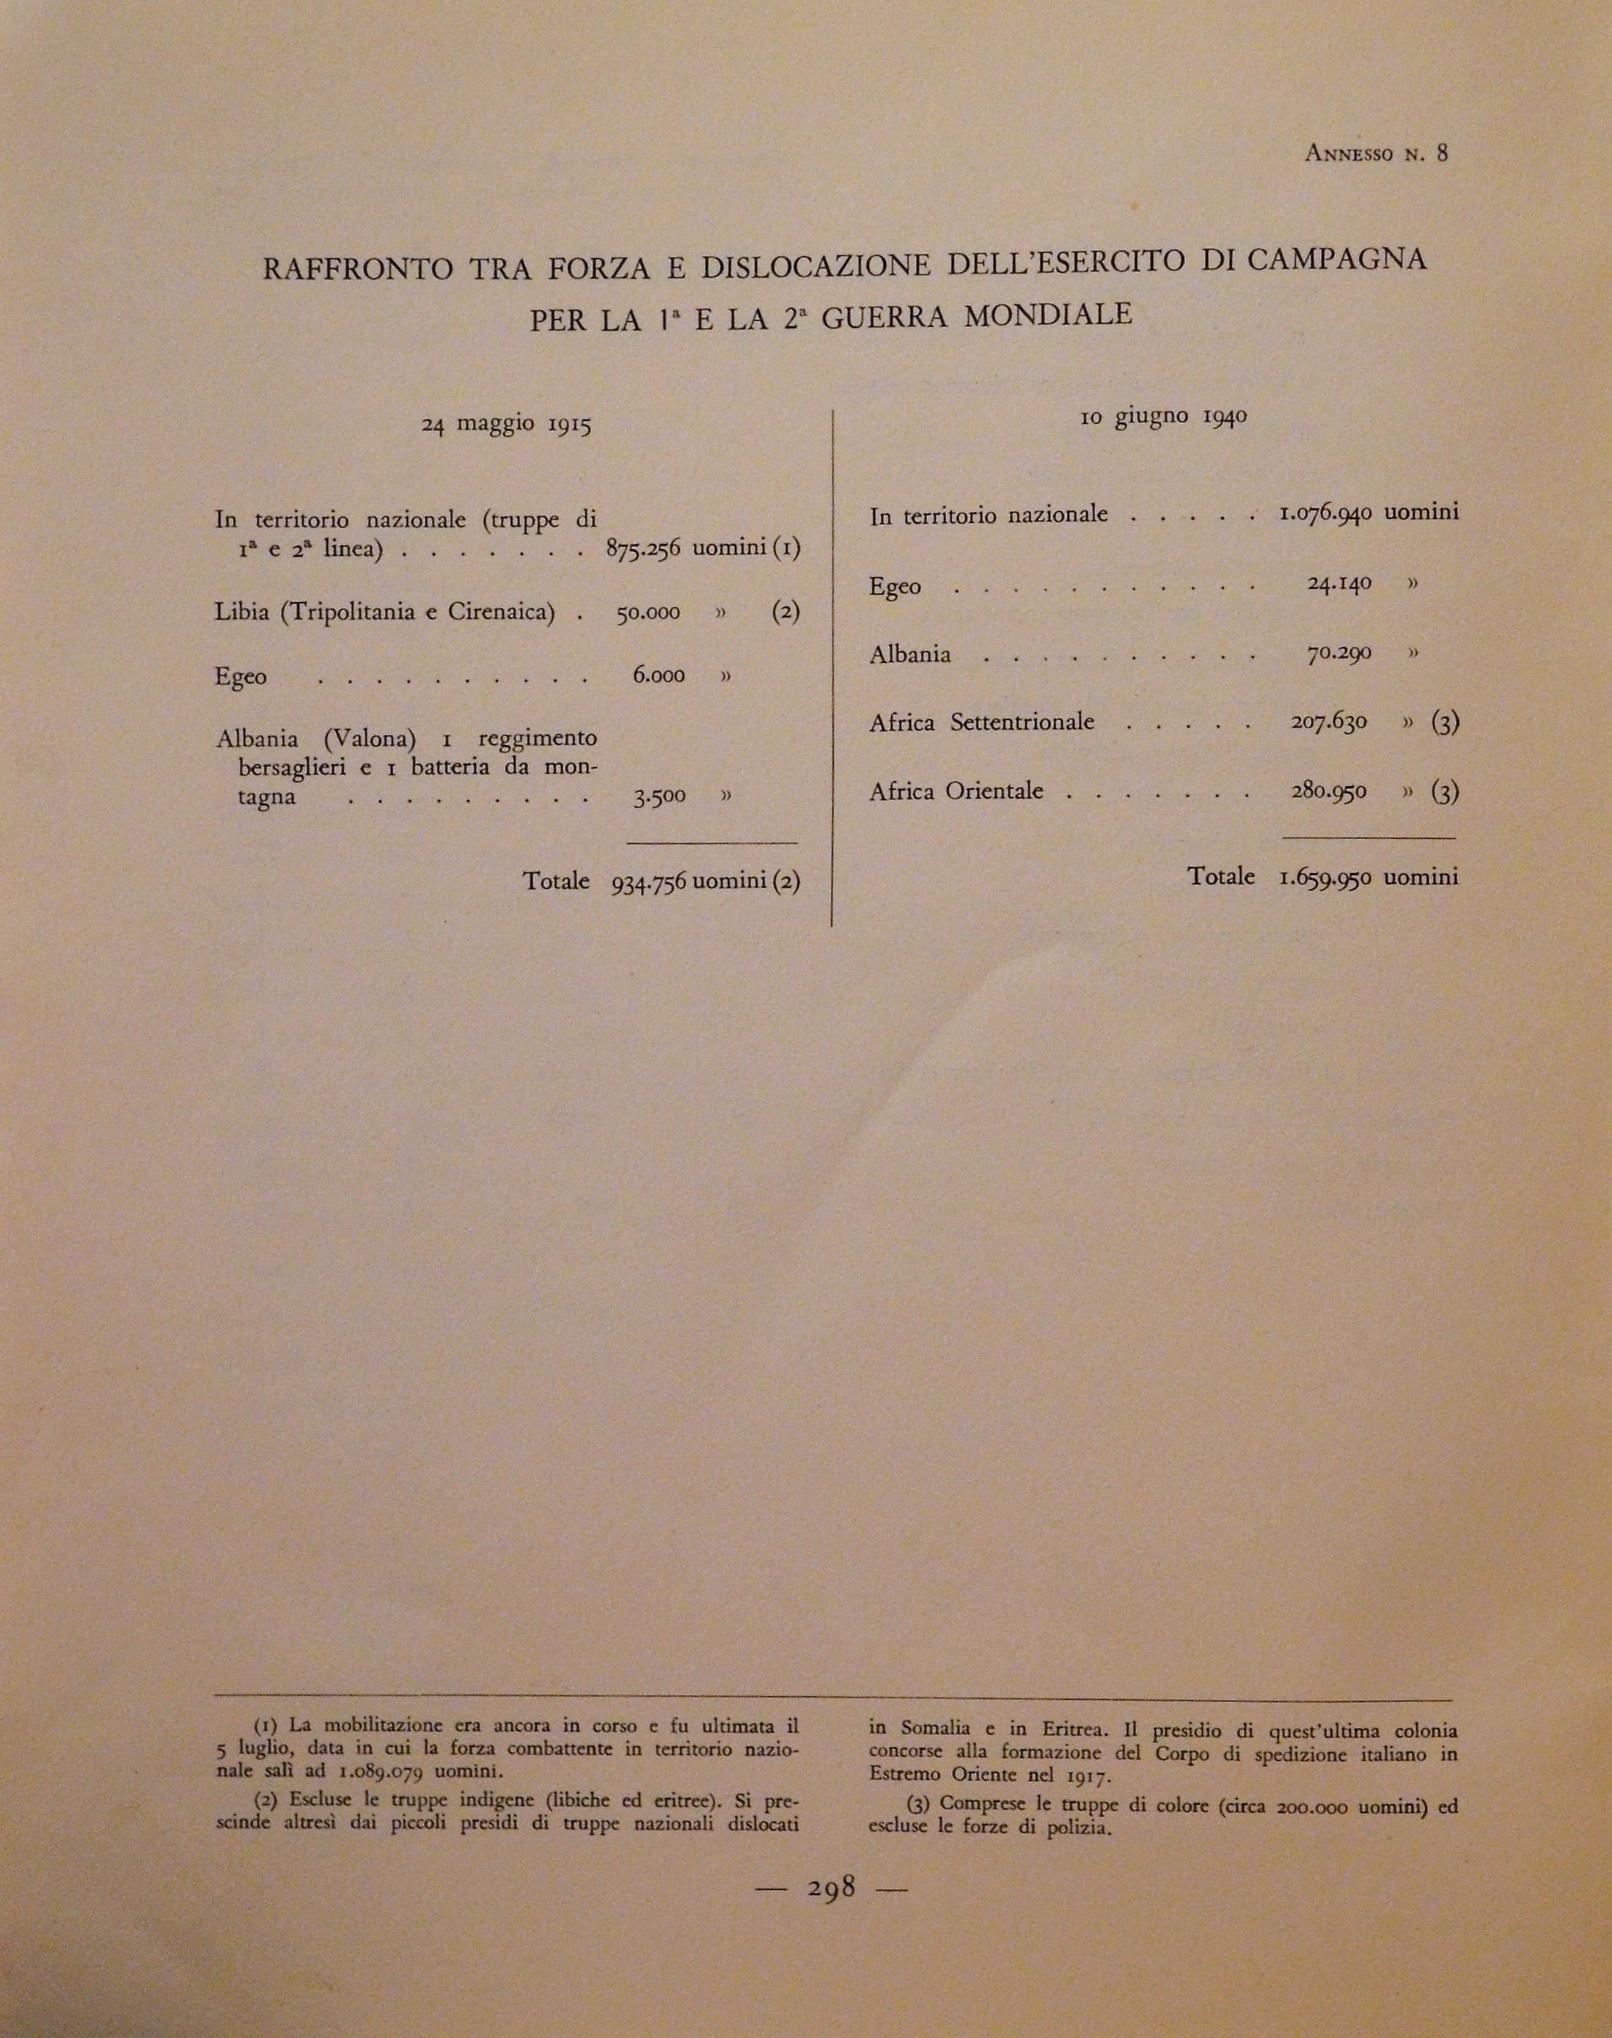 Annesso n. 8
RAFFRONTO TRA FORZA E DISLOCAZIONE DELL'ESERCITO DI CAMPAGNA
PER LA 1ª E LA 2ª GUERRA MONDIALE
24 maggio 1915
In territorio nazionale (truppe di
1ª e 2ª linea) . . . . . . . 875.256 uomini (1)
Libia (Tripolitania e Cirenaica) . 50.000 » (2)
Egeo . . . . . . . . . . 6.000 »
Albania (Valona) 1 reggimento
bersaglieri e 1 batteria da mon-
tagna . . . . . . . . . 3.500 »
Totale 934.756 uomini (2)
10 giugno 1940
In territorio nazionale . . . . . 1.076.940 uomini
Egeo . . . . . . . . . . . 24.140 »
Albania . . . . . . . . . . 70.290 »
Africa Settentrionale . . . . . 207.630 » (3)
Africa Orientale . . . . . . . 280.950 » (3)
Totale 1.659.950 uomini
(1) La mobilitazione era ancora in corso e fu ultimata il
5 luglio, data in cui la forza combattente in territorio nazio-
nale salì ad 1.089.079 uomini.
(2) Escluse le truppe indigene (libiche ed eritree). Si pre-
scinde altresì dai piccoli presidi di truppe nazionali dislocati
in Somalia e in Eritrea. Il presidio di quest'ultima colonia
concorse alla formazione del Corpo di spedizione italiano in
Estremo Oriente nel 1917.
(3) Comprese le truppe di colore (circa 200.000 uomini) ed
escluse le forze di polizia.
— 298 —